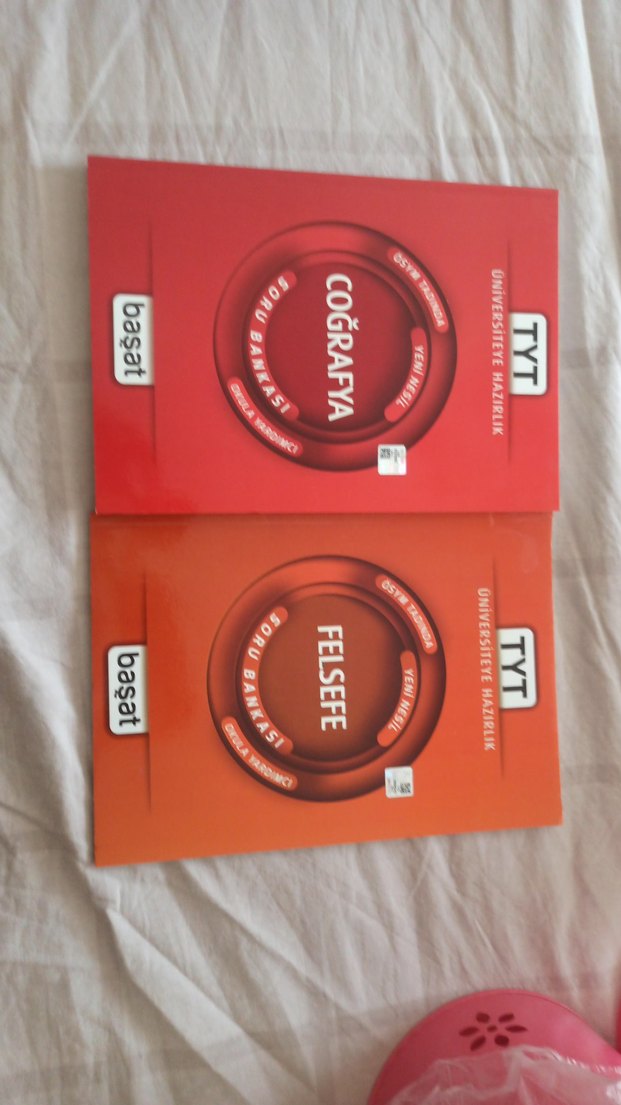 TYT
ÜNİVERSİTEYE HAZIRLIK
ÖSYM TADINDA
YENİ NESİL
COĞRAFYA
SORU BANKASI
OKULA YARDIMCI
başat
TYT
ÜNİVERSİTEYE HAZIRLIK
ÖSYM TADINDA
YENİ NESİL
FELSEFE
SORU BANKASI
OKULA YARDIMCI
başat